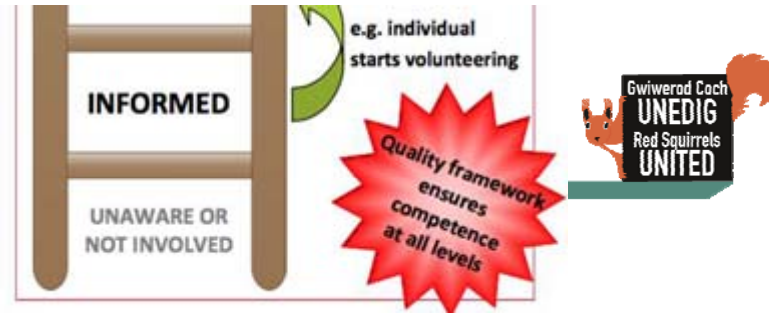 e.g. individual
starts volunteering
INFORMED
UNAWARE OR
NOT INVOLVED
Quality framework
ensures
competence
at all levels
Gwiwerod Coch
UNEDIG
Red Squirrels
UNITED